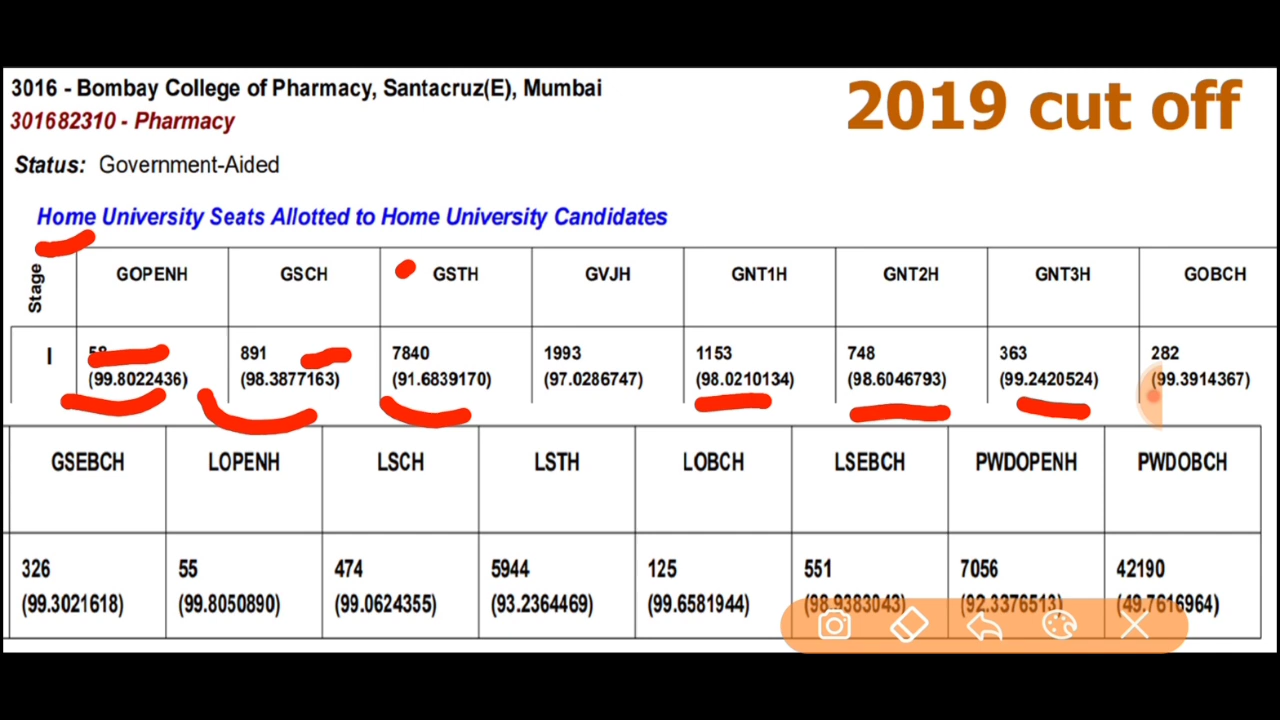 3016 - Bombay College of Pharmacy, Santacruz(E), Mumbai
2019 cut off
301682310 - Pharmacy
Status: Government-Aided
Home University Seats Allotted to Home University Candidates
Stage GOPENH GSCH GSTH GVJH GNT1H GNT2H GNT3H GOBCH
I 58 891 7840 1993 1153 748 363 282
(99.8022436) (98.3877163) (91.6839170) (97.0286747) (98.0210134) (98.6046793) (99.2420524) (99.3914367)
GSEBCH LOPENH LSCH LSTH LOBCH LSEBCH PWDOPENH PWDOBCH
326 55 474 5944 125 551 7056 42190
(99.3021618) (99.8050890) (99.0624355) (93.2364469) (99.6581944) (98.9383043) (92.3376513) (49.7616964)